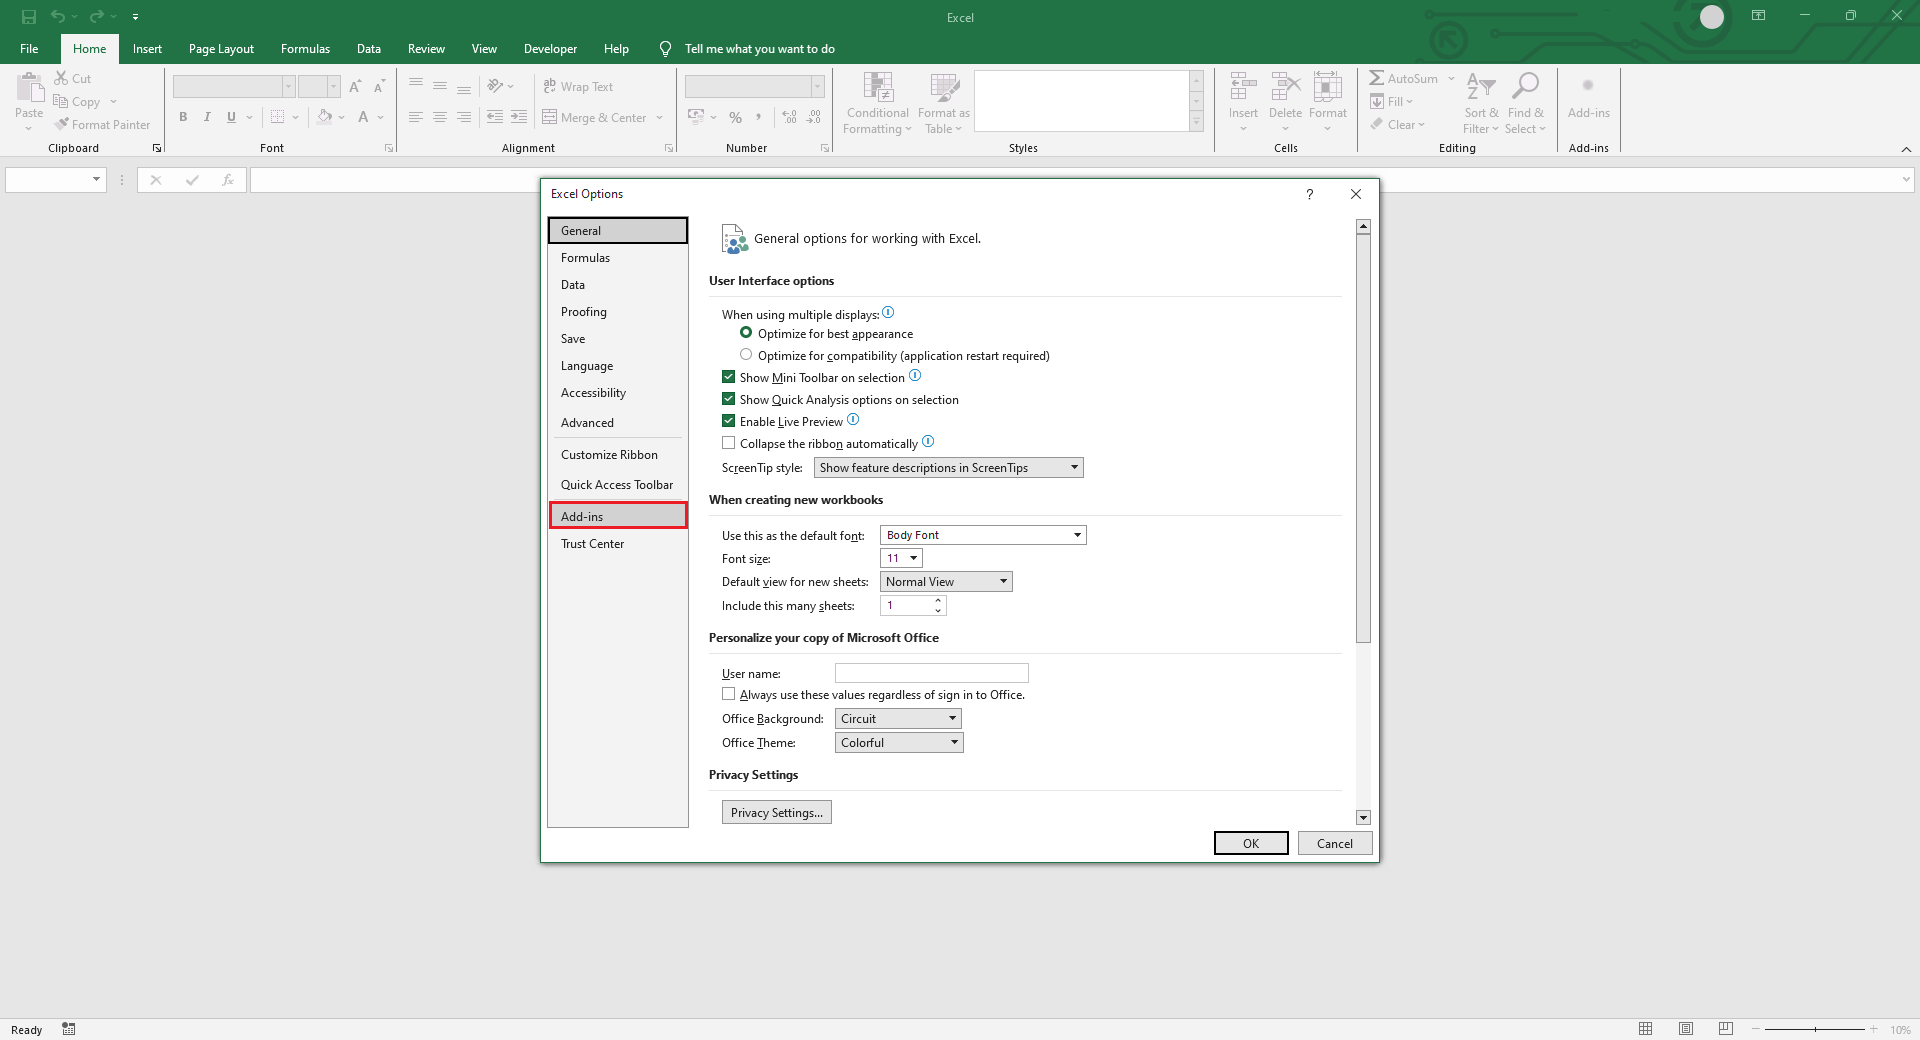 Excel
File Home Insert Page Layout Formulas Data Review View Developer Help Tell me what you want to do
Paste Cut Copy Format Painter Clipboard
B I U Font
Wrap Text Merge & Center Alignment
% Number
Conditional Formatting Format as Table Styles
Insert Delete Format Cells
AutoSum Fill Clear Sort & Filter Find & Select Editing
Add-ins Add-ins
fx
Excel Options
General
Formulas
Data
Proofing
Save
Language
Accessibility
Advanced
Customize Ribbon
Quick Access Toolbar
Add-ins
Trust Center
General options for working with Excel.
User Interface options
When using multiple displays:
Optimize for best appearance
Optimize for compatibility (application restart required)
Show Mini Toolbar on selection
Show Quick Analysis options on selection
Enable Live Preview
Collapse the ribbon automatically
ScreenTip style: Show feature descriptions in ScreenTips
When creating new workbooks
Use this as the default font: Body Font
Font size: 11
Default view for new sheets: Normal View
Include this many sheets: 1
Personalize your copy of Microsoft Office
User name:
Always use these values regardless of sign in to Office.
Office Background: Circuit
Office Theme: Colorful
Privacy Settings
Privacy Settings...
OK Cancel
Ready 10%